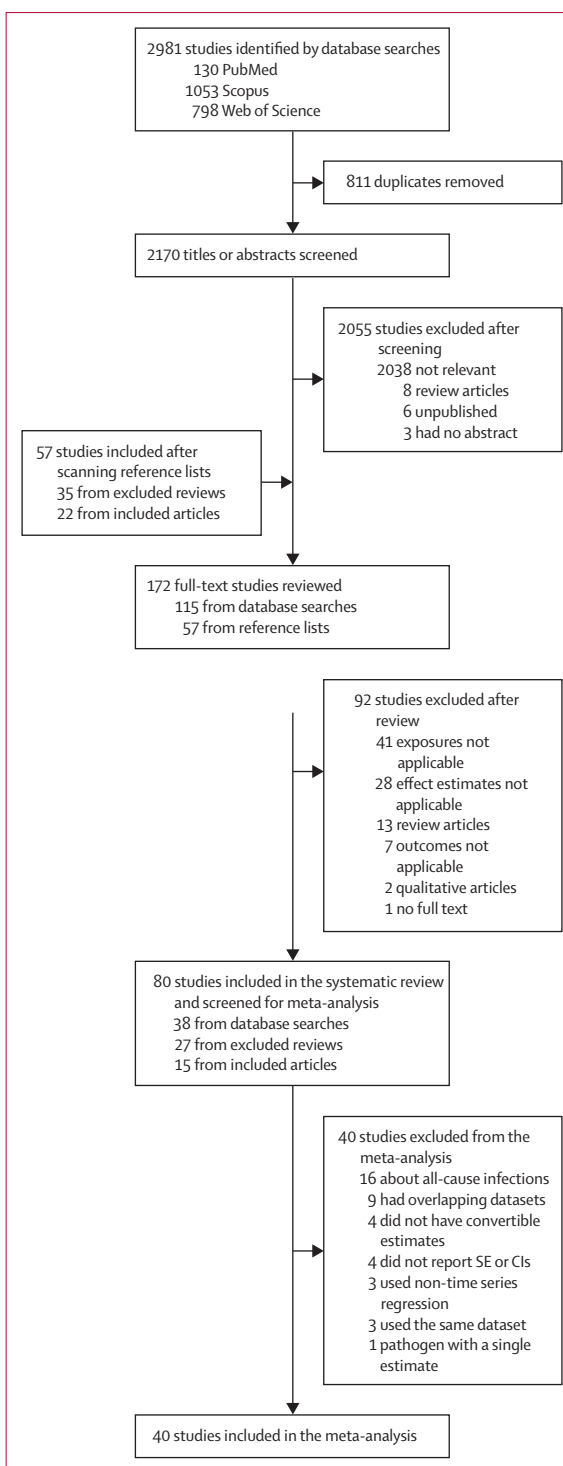 2981 studies identified by database searches
130 PubMed
1053 Scopus
798 Web of Science
811 duplicates removed
2170 titles or abstracts screened
2055 studies excluded after
screening
2038 not relevant
8 review articles
6 unpublished
3 had no abstract
57 studies included after
scanning reference lists
35 from excluded reviews
22 from included articles
172 full-text studies reviewed
115 from database searches
57 from reference lists
92 studies excluded after
review
41 exposures not
applicable
28 effect estimates not
applicable
13 review articles
7 outcomes not
applicable
2 qualitative articles
1 no full text
80 studies included in the systematic review
and screened for meta-analysis
38 from database searches
27 from excluded reviews
15 from included articles
40 studies excluded from the
meta-analysis
16 about all-cause infections
9 had overlapping datasets
4 did not have convertible
estimates
4 did not report SE or CIs
3 used non-time series
regression
3 used the same dataset
1 pathogen with a single
estimate
40 studies included in the meta-analysis